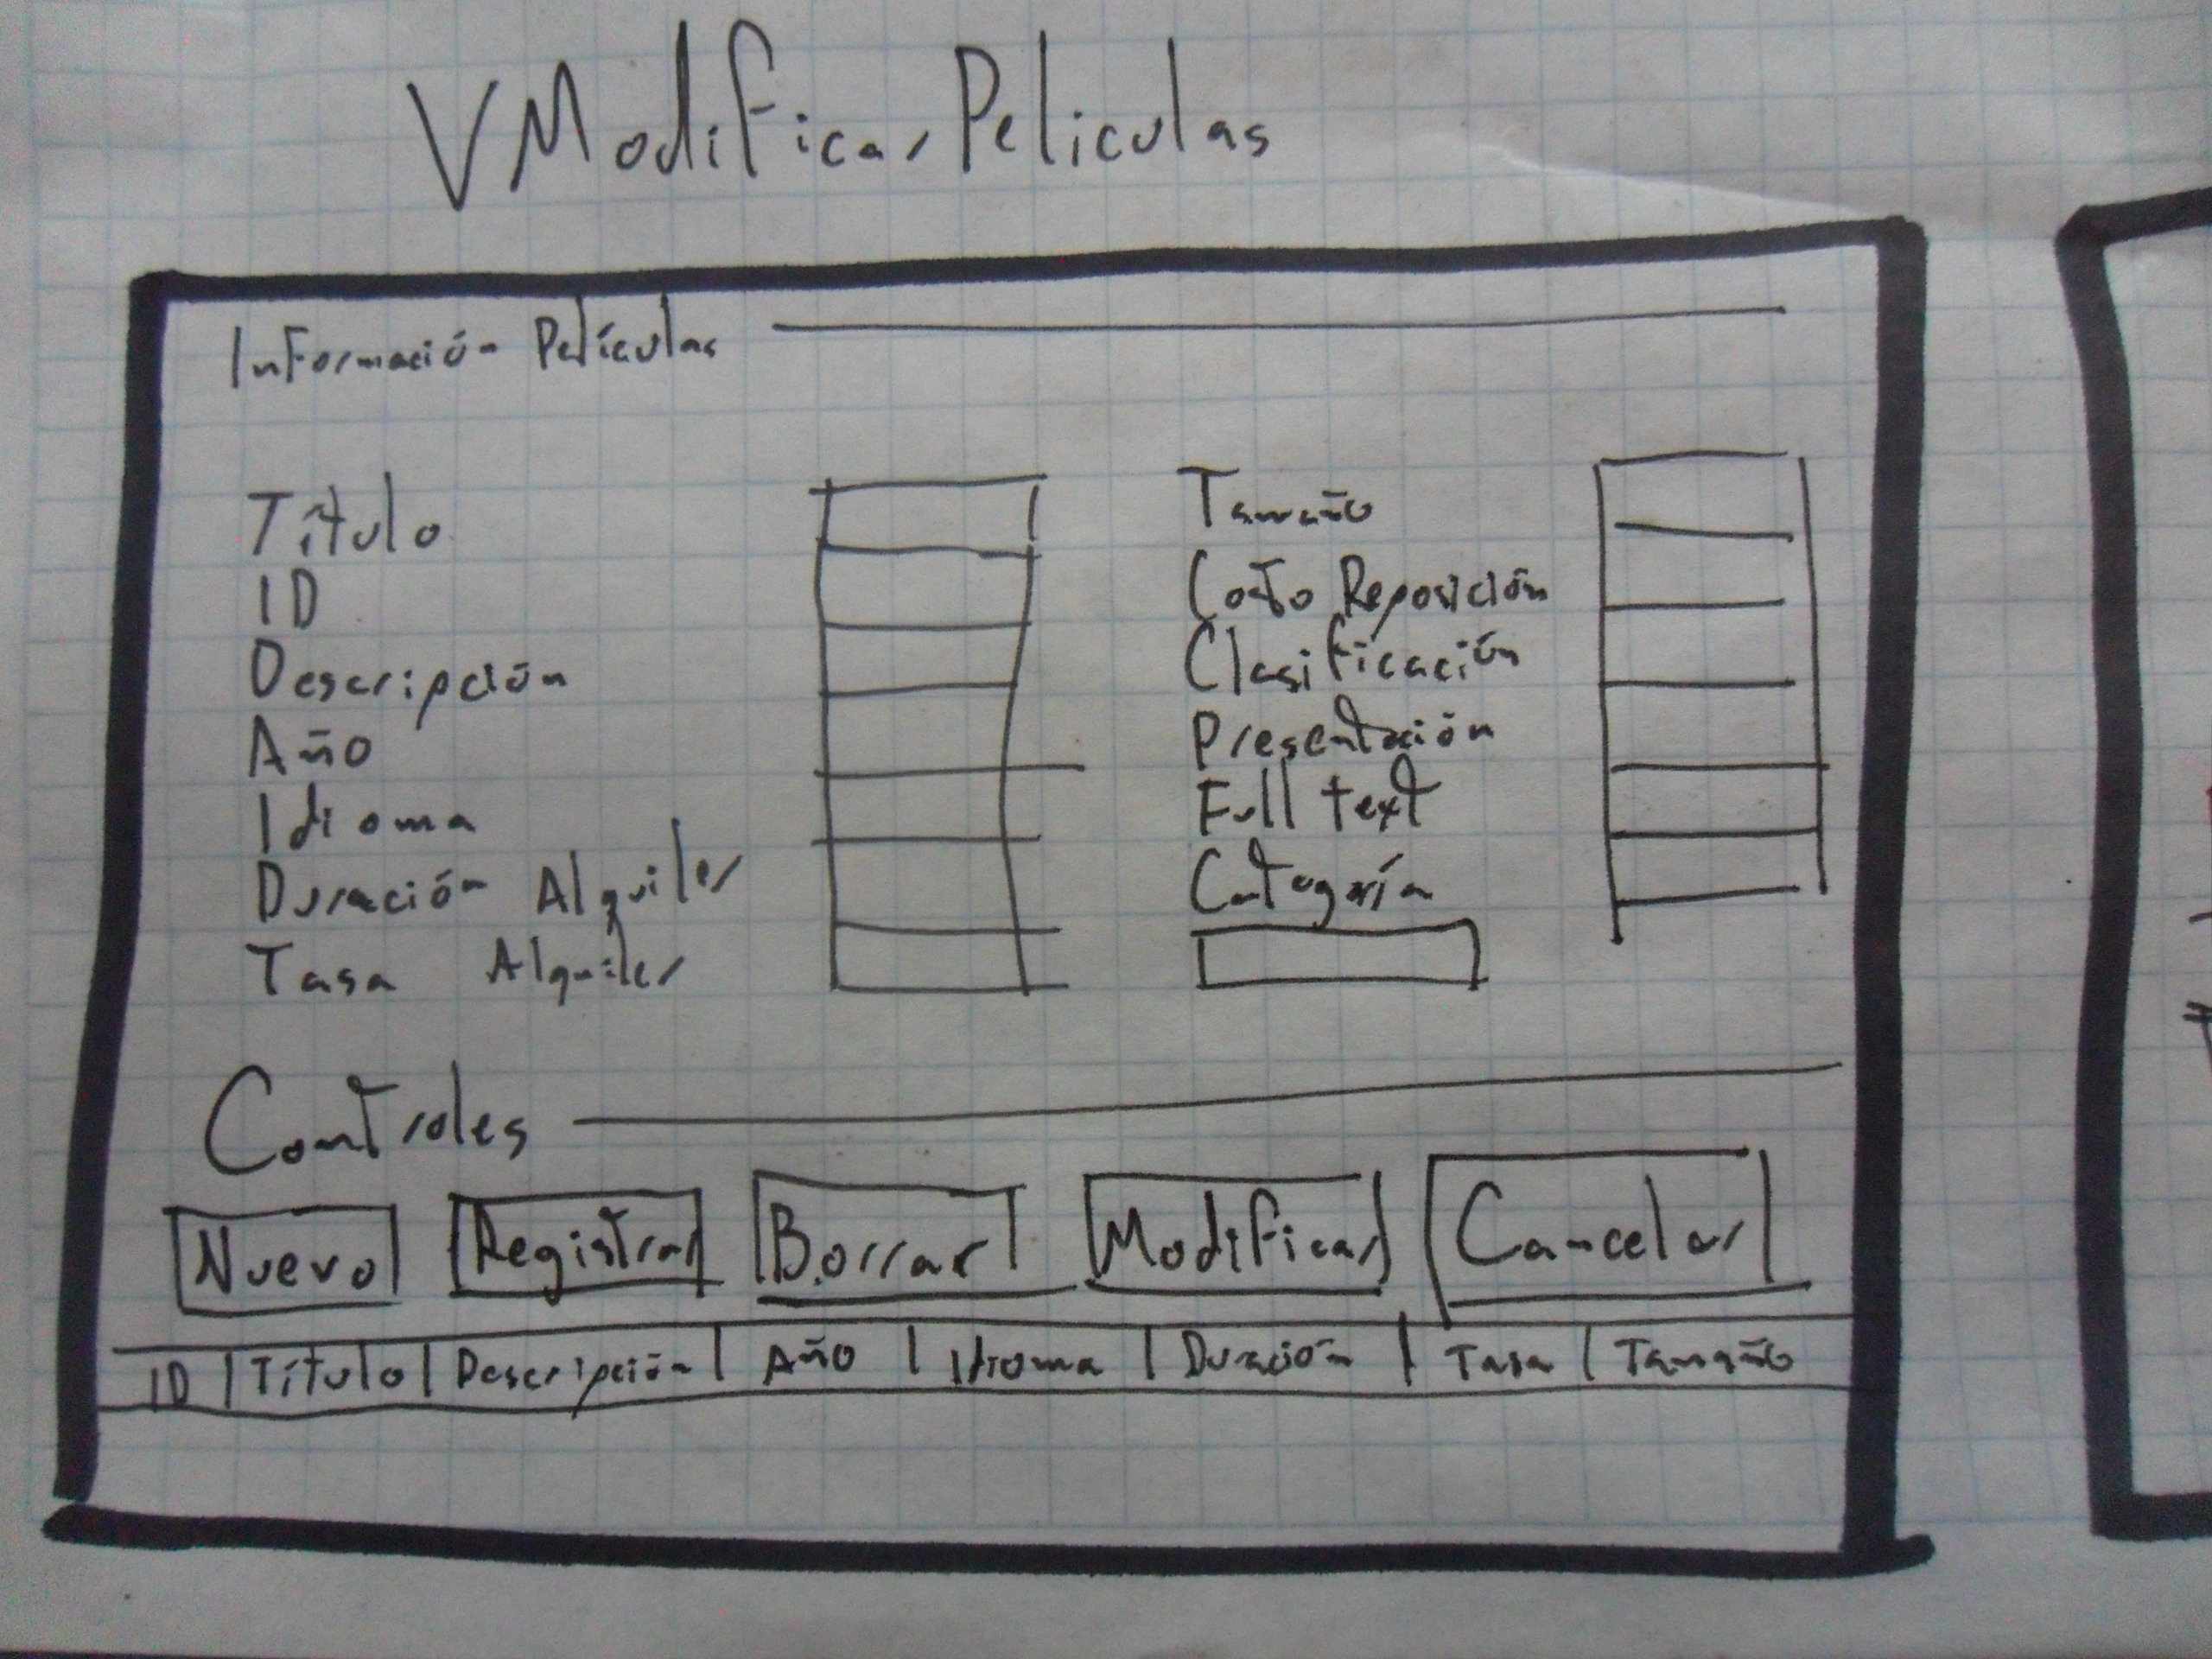 VModificarPeliculas
Información Películas
Título
ID
Descripción
Año
Idioma
Duración Alquiler
Tasa Alquiler
Tamaño
Costo Reposición
Clasificación
Presentación
Full text
Categoría
Controles
Nuevo Registrar Borrar Modificar Cancelar
ID | Título | Descripción | Año | Idioma | Duración | Tasa | Tamaño